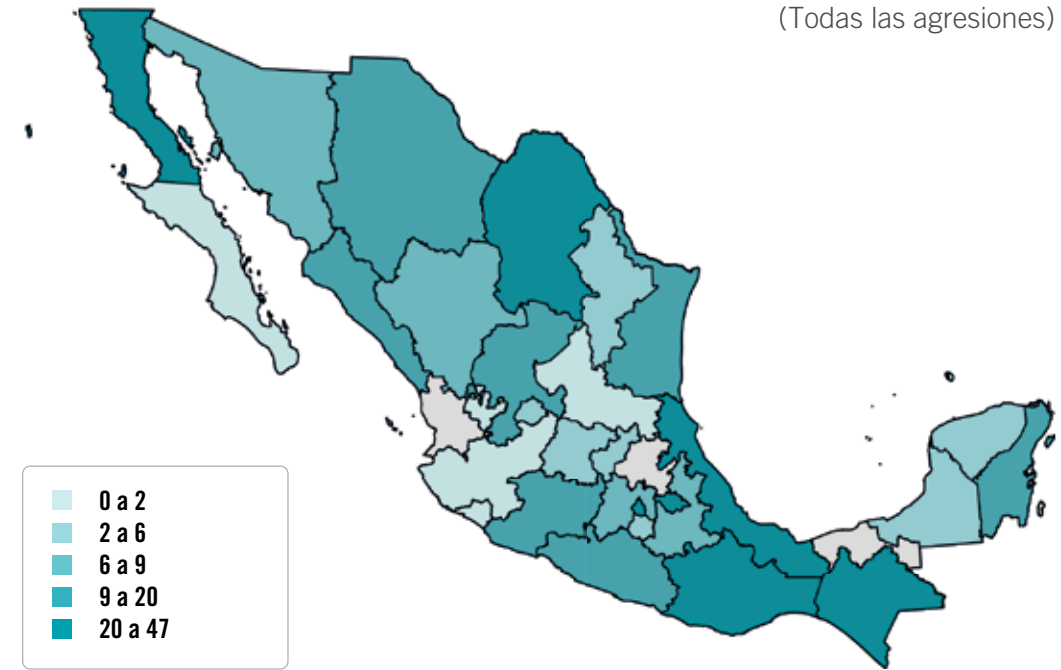 (Todas las agresiones)
0 a 2
2 a 6
6 a 9
9 a 20
20 a 47